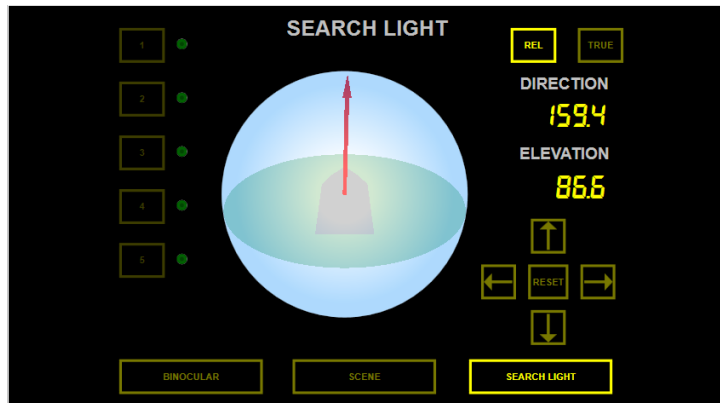 SEARCH LIGHT
1
2
3
4
5
REL
TRUE
DIRECTION
159.4
ELEVATION
86.6
RESET
BINOCULAR
SCENE
SEARCH LIGHT